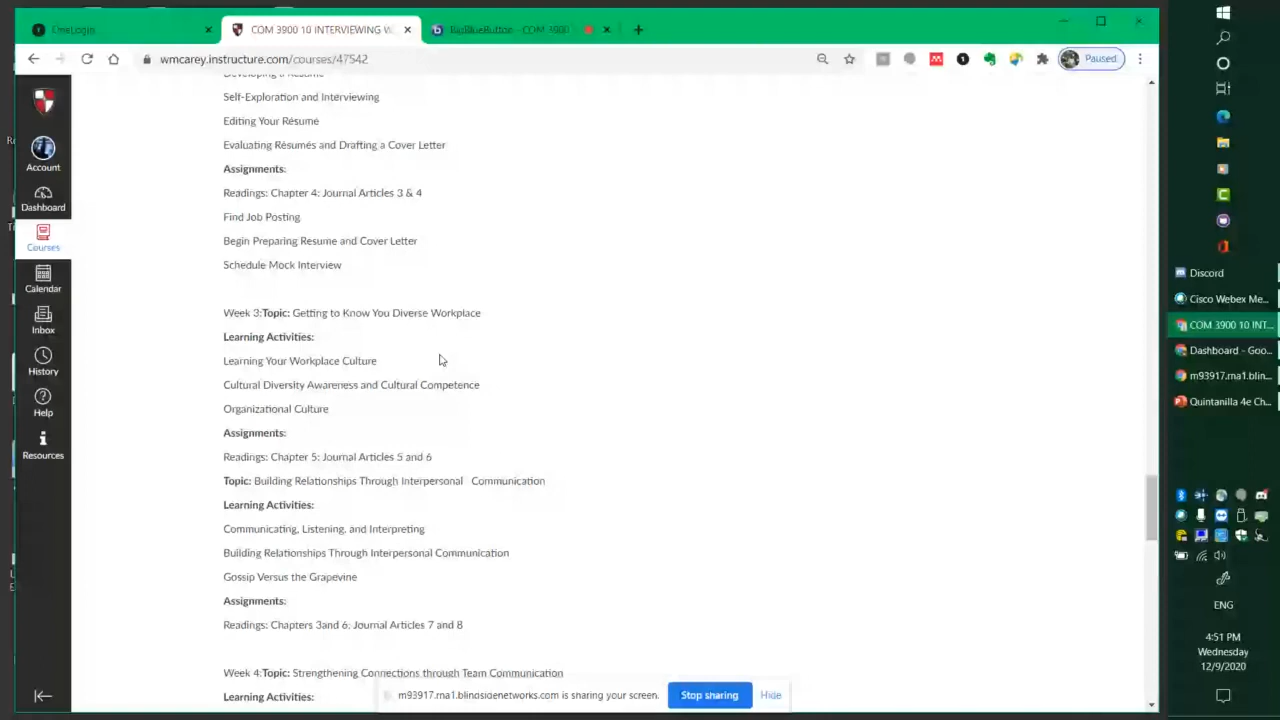 OneLogin
COM 3900 10 INTERVIEWING W
BigBlueButton - COM 3900
wmcarey.instructure.com/courses/47542
Paused
Developing a Résumé
Self-Exploration and Interviewing
Editing Your Résume
Evaluating Résumés and Drafting a Cover Letter
Assignments:
Readings: Chapter 4: Journal Articles 3 & 4
Find Job Posting
Begin Preparing Resume and Cover Letter
Schedule Mock Interview
Week 3:Topic: Getting to Know You Diverse Workplace
Learning Activities:
Learning Your Workplace Culture
Cultural Diversity Awareness and Cultural Competence
Organizational Culture
Assignments:
Readings: Chapter 5: Journal Articles 5 and 6
Topic: Building Relationships Through Interpersonal Communication
Learning Activities:
Communicating, Listening, and Interpreting
Building Relationships Through Interpersonal Communication
Gossip Versus the Grapevine
Assignments:
Readings: Chapters 3and 6; Journal Articles 7 and 8
Week 4:Topic: Strengthening Connections through Team Communication
Learning Activities:
m93917.rna1.blindsidenetworks.com is sharing your screen.
Stop sharing
Hide
Account
Dashboard
Courses
Calendar
Inbox
History
Help
Resources
Discord
Cisco Webex Me...
COM 3900 10 INT...
Dashboard - Goo...
m93917.rna1.blin...
Quintanilla 4e Ch...
ENG
4:51 PM
Wednesday
12/9/2020